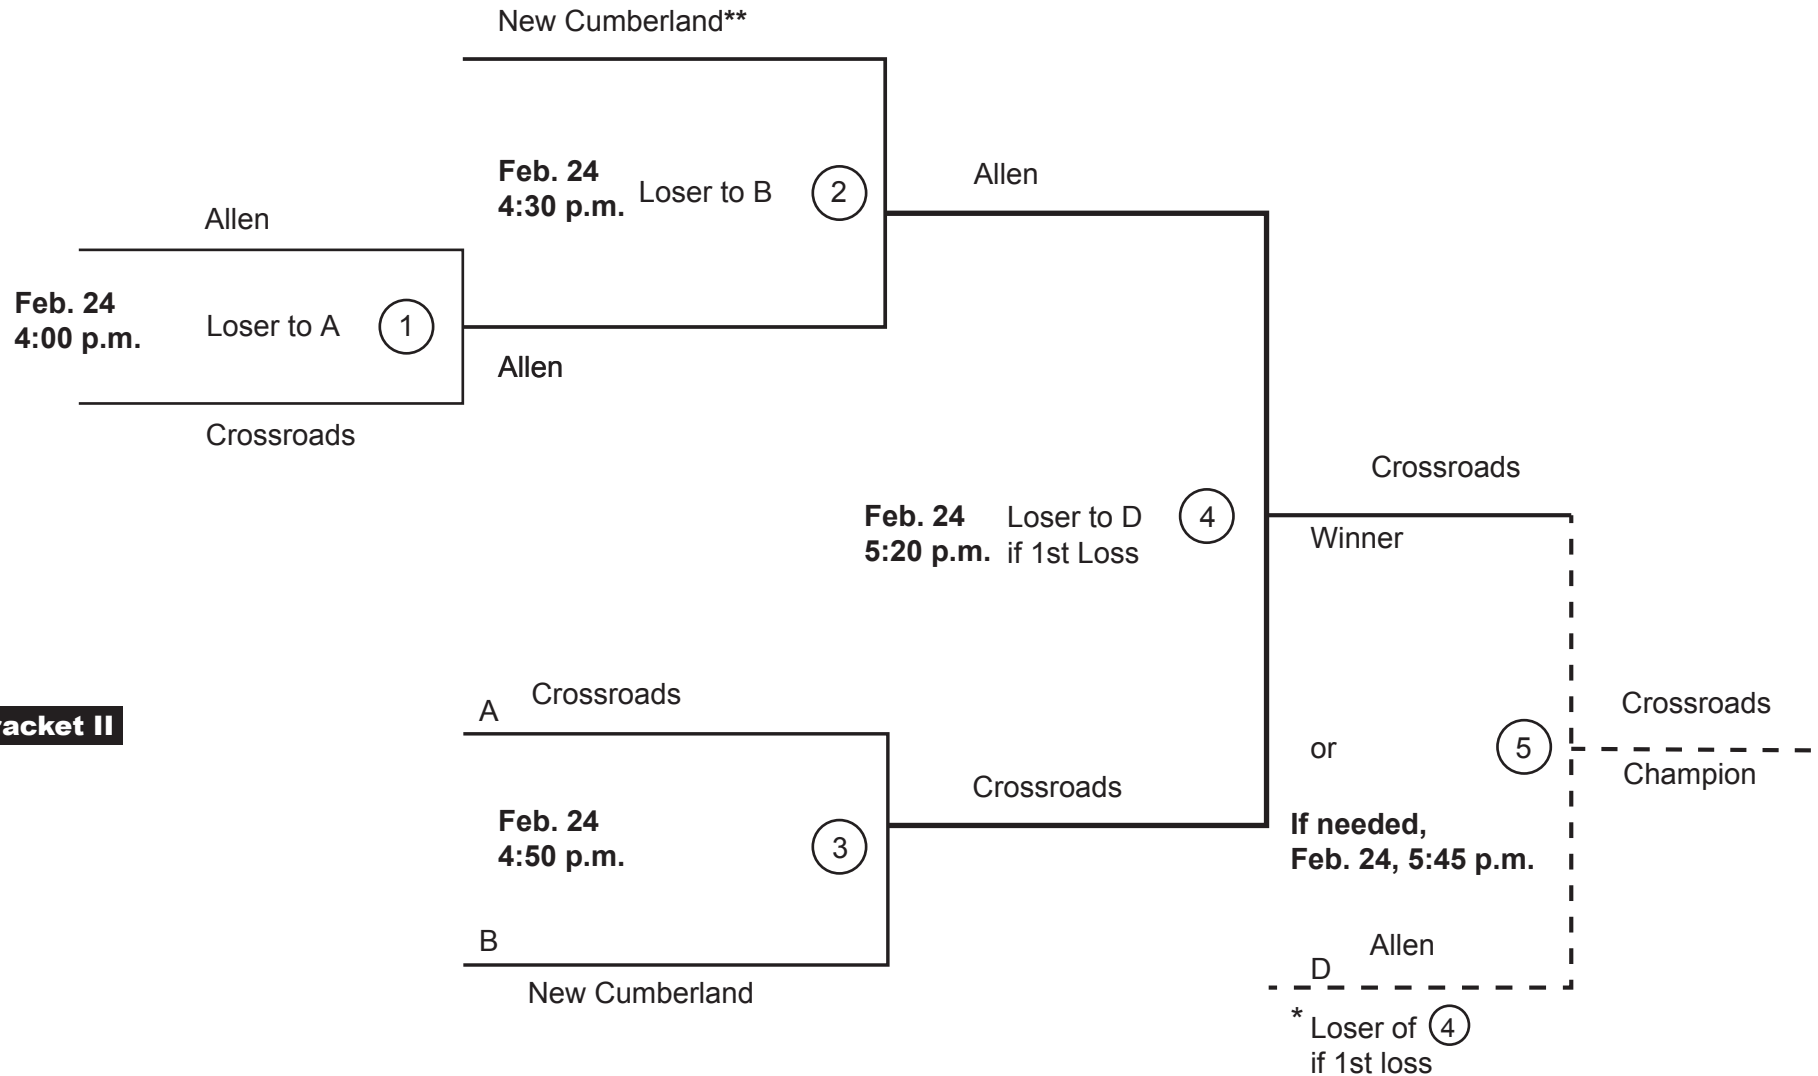 New Cumberland**
Feb. 24
4:30 p.m.
Loser to B
2
Allen
Allen
Feb. 24
4:00 p.m.
Loser to A
1
Allen
Crossroads
Crossroads
Feb. 24
5:20 p.m.
Loser to D
if 1st Loss
4
Winner
A
Crossroads
racket II
Crossroads
Feb. 24
4:50 p.m.
3
or
5
Crossroads
Champion
If needed,
Feb. 24, 5:45 p.m.
B
New Cumberland
Allen
D
* Loser of 4
if 1st loss